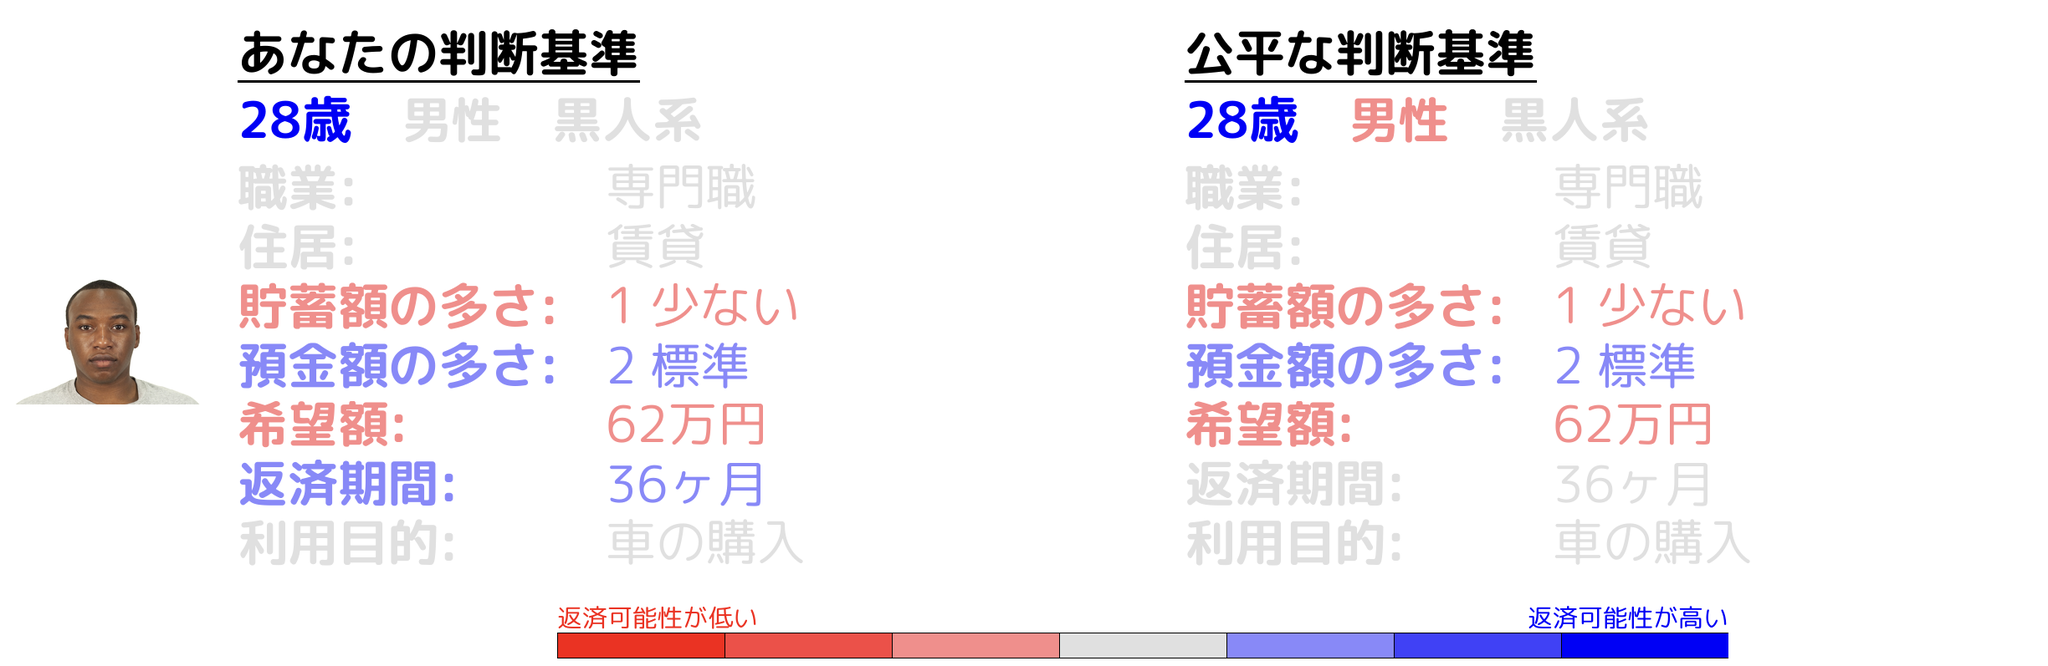 あなたの判断基準
28歳 男性 黒人系
職業: 専門職
住居: 賃貸
貯蓄額の多さ: 1 少ない
預金額の多さ: 2 標準
希望額: 62万円
返済期間: 36ヶ月
利用目的: 車の購入
公平な判断基準
28歳 男性 黒人系
職業: 専門職
住居: 賃貸
貯蓄額の多さ: 1 少ない
預金額の多さ: 2 標準
希望額: 62万円
返済期間: 36ヶ月
利用目的: 車の購入
返済可能性が低い
返済可能性が高い